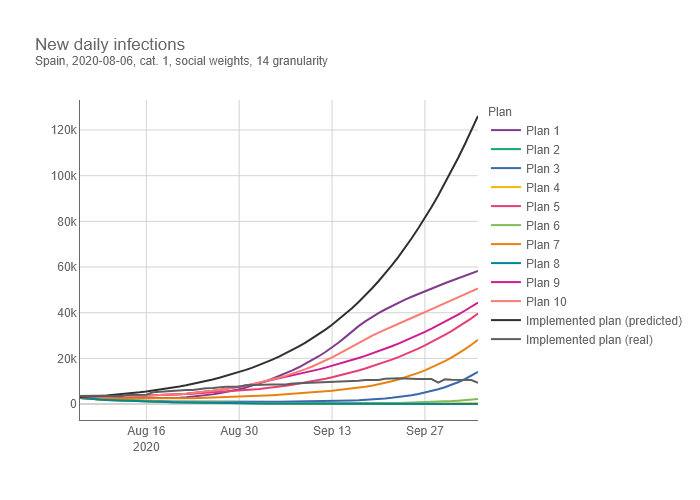 New daily infections
Spain, 2020-08-06, cat. 1, social weights, 14 granularity
Plan
120k
100k
80k
60k
40k
20k
0
Aug 16
2020
Aug 30
Sep 13
Sep 27
Plan 1
Plan 2
Plan 3
Plan 4
Plan 5
Plan 6
Plan 7
Plan 8
Plan 9
Plan 10
Implemented plan (predicted)
Implemented plan (real)